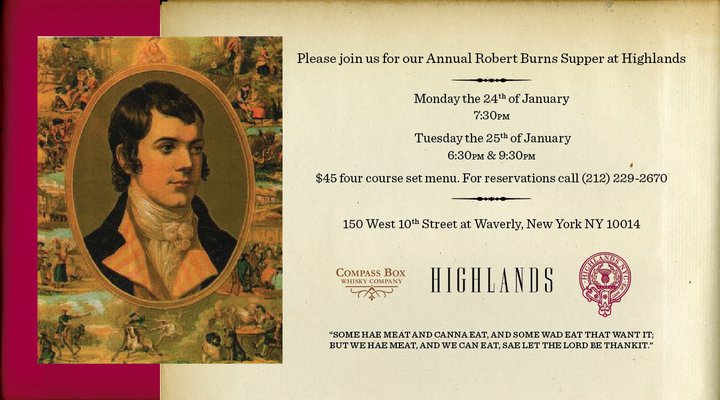 Please join us for our Annual Robert Burns Supper at Highlands
Monday the 24th of January
7:30PM
Tuesday the 25th of January
6:30PM & 9:30PM
$45 four course set menu. For reservations call (212) 229-2670
150 West 10th Street at Waverly, New York NY 10014
COMPASS BOX
WHISKY COMPANY
HIGHLANDS
HIGHLANDS NYC
“SOME HAE MEAT AND CANNA EAT, AND SOME WAD EAT THAT WANT IT;
BUT WE HAE MEAT, AND WE CAN EAT, SAE LET THE LORD BE THANKIT.”